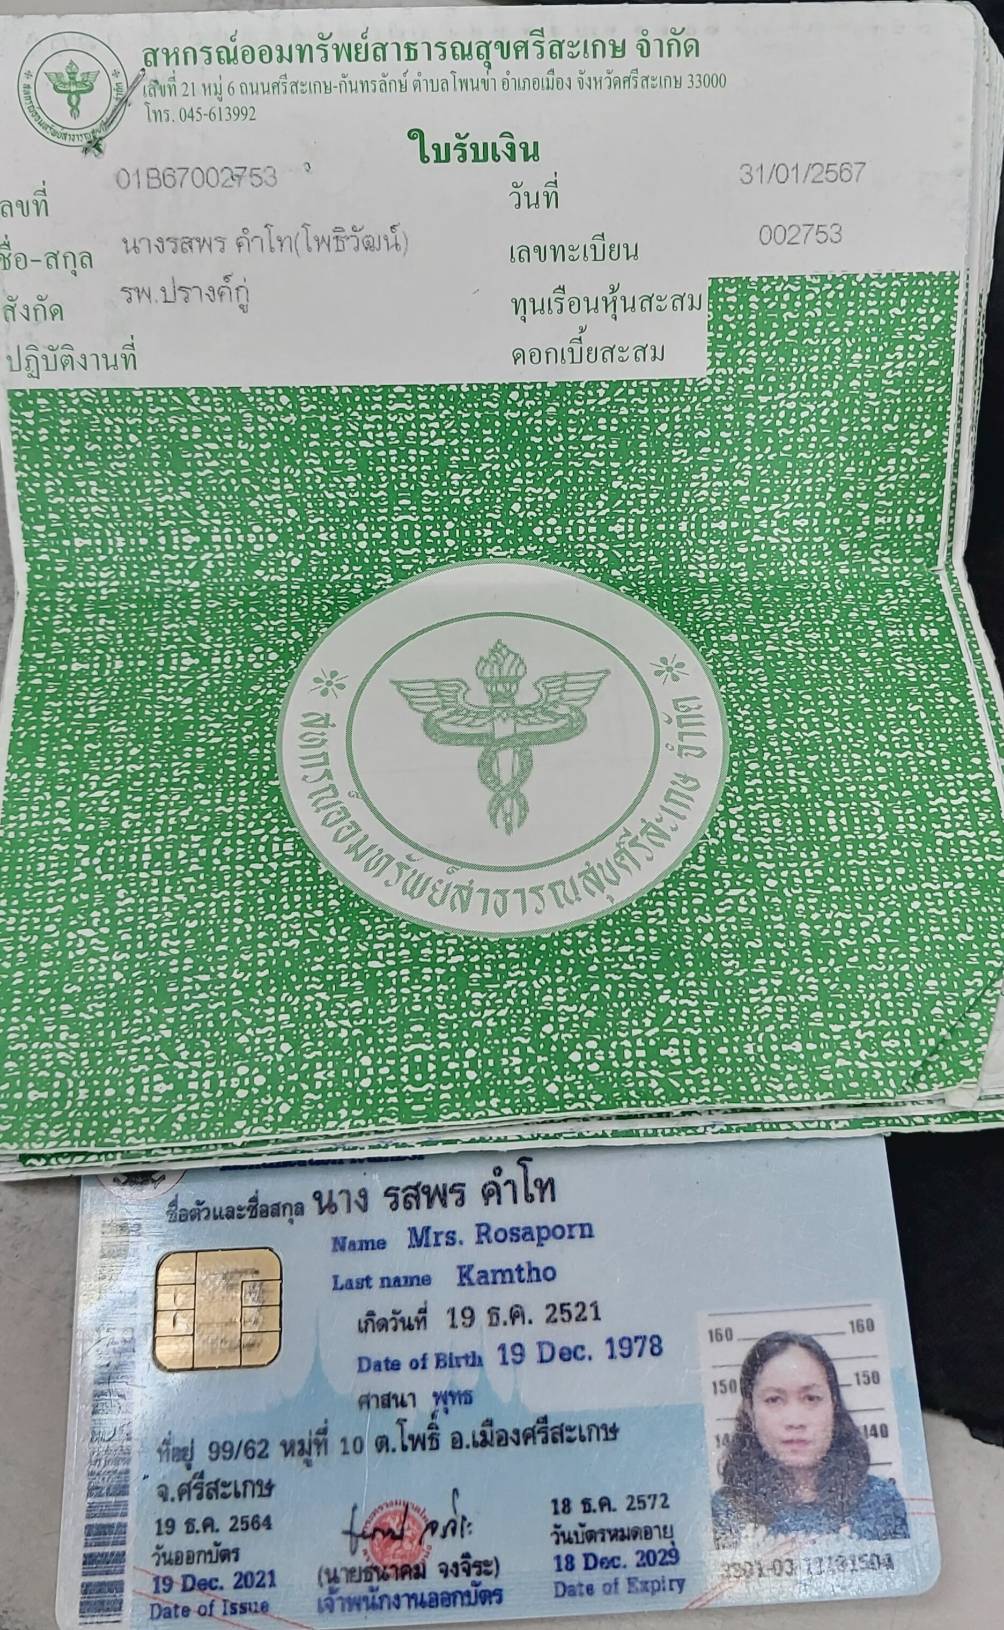 สหกรณ์ออมทรัพย์สาธารณสุขศรีสะเกษ จำกัด
เลขที่ 21 หมู่ 6 ถนนศรีสะเกษ-กันทรลักษ์ ตำบลโพนข่า อำเภอเมือง จังหวัดศรีสะเกษ 33000
โทร. 045-613992
ใบรับเงิน
ลขที่ 01B67002753 วันที่ 31/01/2567
ชื่อ-สกุล นางรสพร คำโท(โพธิวัฒน์) เลขทะเบียน 002753
สังกัด รพ.ปรางค์กู่ ทุนเรือนหุ้นสะสม
ปฏิบัติงานที่ ดอกเบี้ยสะสม
สหกรณ์ออมทรัพย์สาธารณสุขศรีสะเกษ จำกัด
ชื่อตัวและชื่อสกุล นาง รสพร คำโท
Name Mrs. Rosaporn
Last name Kamtho
เกิดวันที่ 19 ธ.ค. 2521
Date of Birth 19 Dec. 1978
ศาสนา พุทธ
ที่อยู่ 99/62 หมู่ที่ 10 ต.โพธิ์ อ.เมืองศรีสะเกษ
จ.ศรีสะเกษ
19 ธ.ค. 2564
วันออกบัตร
19 Dec. 2021
Date of Issue
(นายธนาคม จงจิระ)
เจ้าพนักงานออกบัตร
18 ธ.ค. 2572
วันบัตรหมดอายุ
18 Dec. 2029
Date of Expiry
160 160
150 150
140